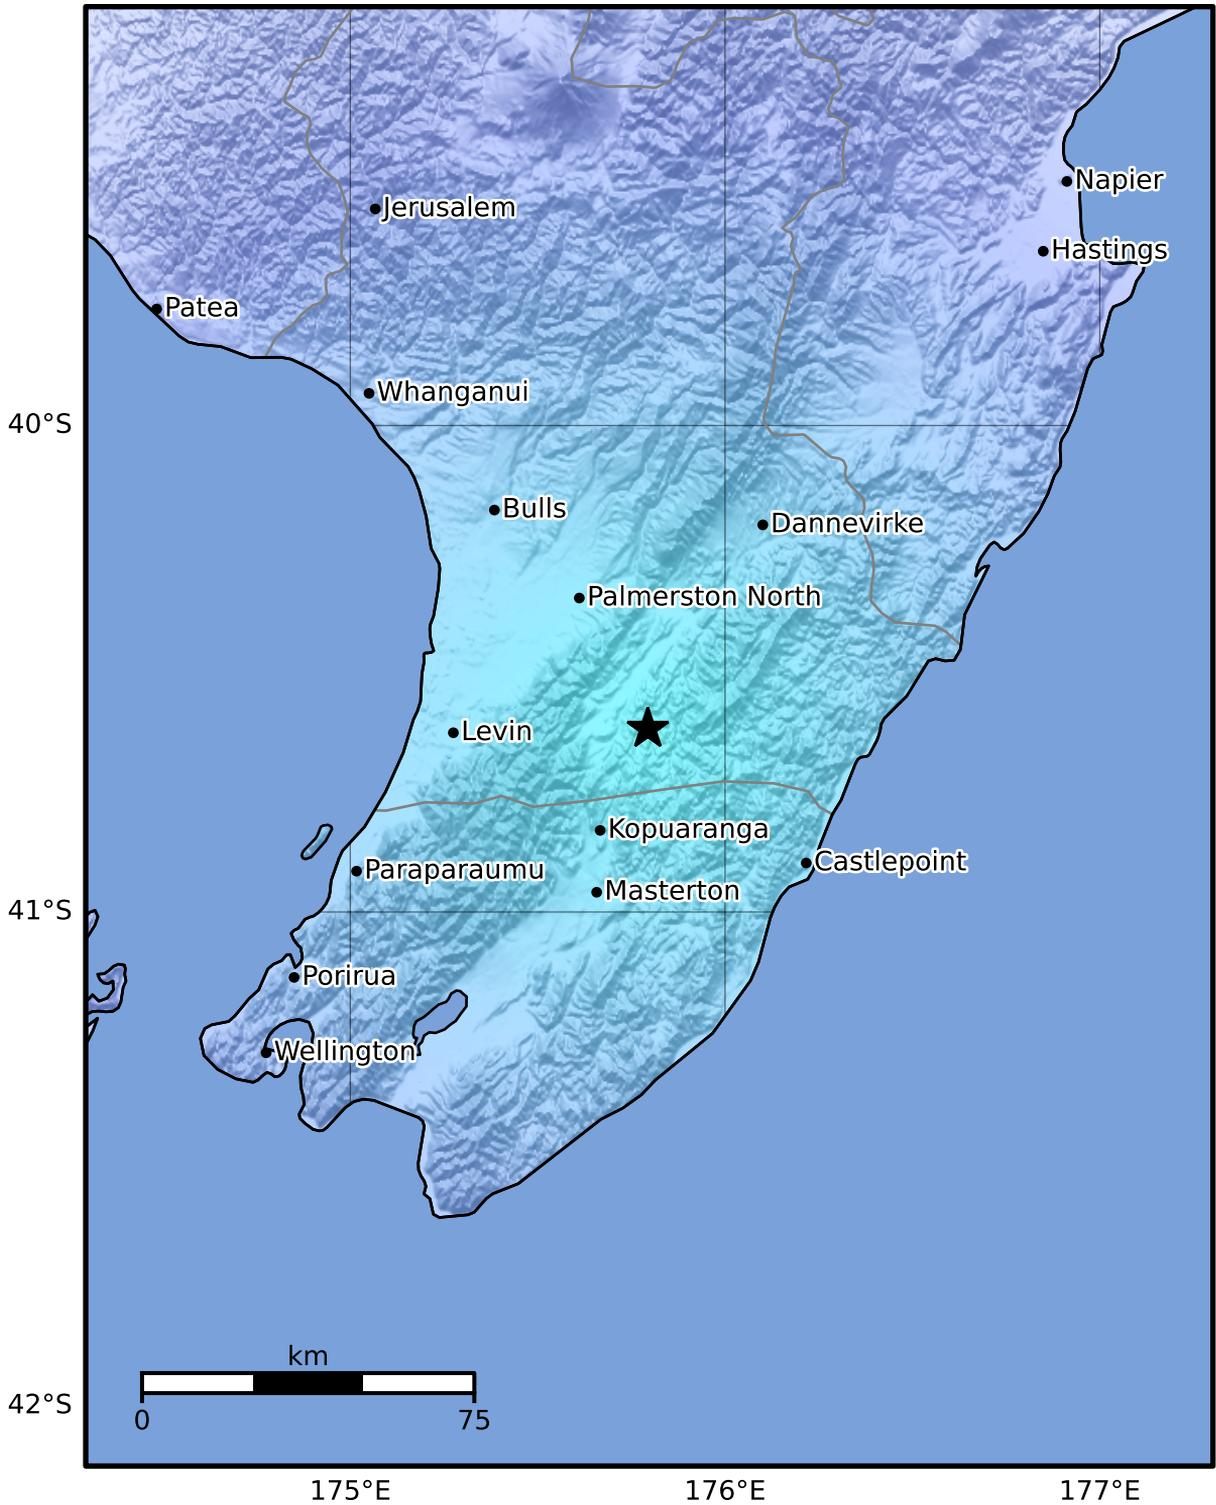 Napier
Jerusalem
Hastings
Patea
Whanganui
40°S
Bulls
Dannevirke
Palmerston North
Levin
Kopuaranga
Castlepoint
Paraparaumu
Masterton
41°S
Porirua
Wellington
km
0 75
42°S
175°E 176°E 177°E